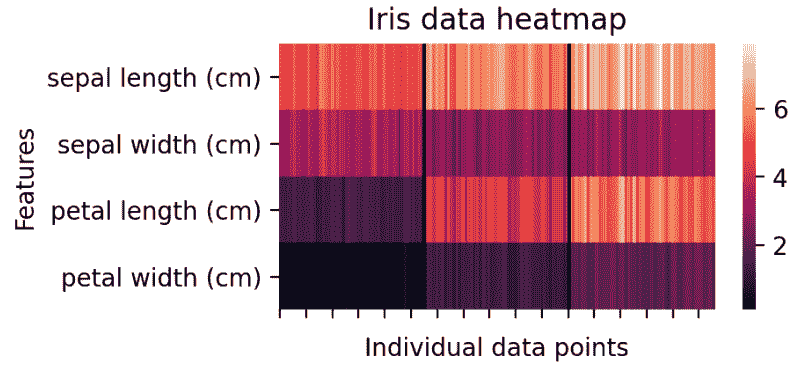 Iris data heatmap
sepal length (cm)
sepal width (cm)
petal length (cm)
petal width (cm)
Features
Individual data points
6
4
2